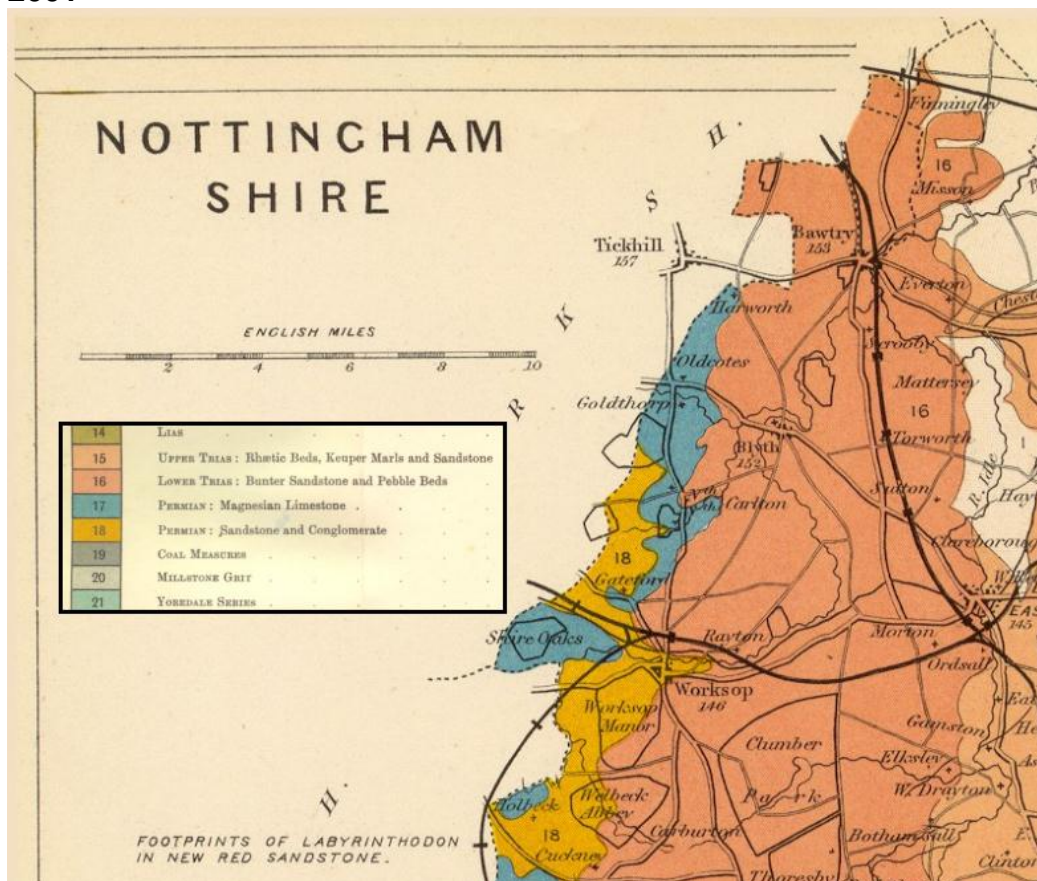 NOTTINGHAM
SHIRE
ENGLISH MILES
2 4 6 8 10
14 LIAS
15 UPPER TRIAS: Rhætic Beds, Keuper Marls and Sandstone
16 LOWER TRIAS: Bunter Sandstone and Pebble Beds
17 PERMIAN: Magnesian Limestone
18 PERMIAN: Sandstone and Conglomerate
19 COAL MEASURES
20 MILLSTONE GRIT
21 YOREDALE SERIES
FOOTPRINTS OF LABYRINTHODON
IN NEW RED SANDSTONE.
R K S H.
H.
Finningley
16
Misson
Bawtry
153
Tickhill
157
Everton
Harworth
Scrooby
Oldcotes
Mattersey
Goldthorp
16
Torworth
Blyth
152
R. Idle
Sutton
Carlton
Clareborough
18
Gateford
145
Shire Oaks
Rayton
Morton
Ordsall
Worksop
146
Worksop
Manor
Gamston
Clumber
Park
Elksley
W. Drayton
Holbeck
Welbeck
Abbey
Carburton
Bothamsall
18
Cuckney
Clinton
Thoresby